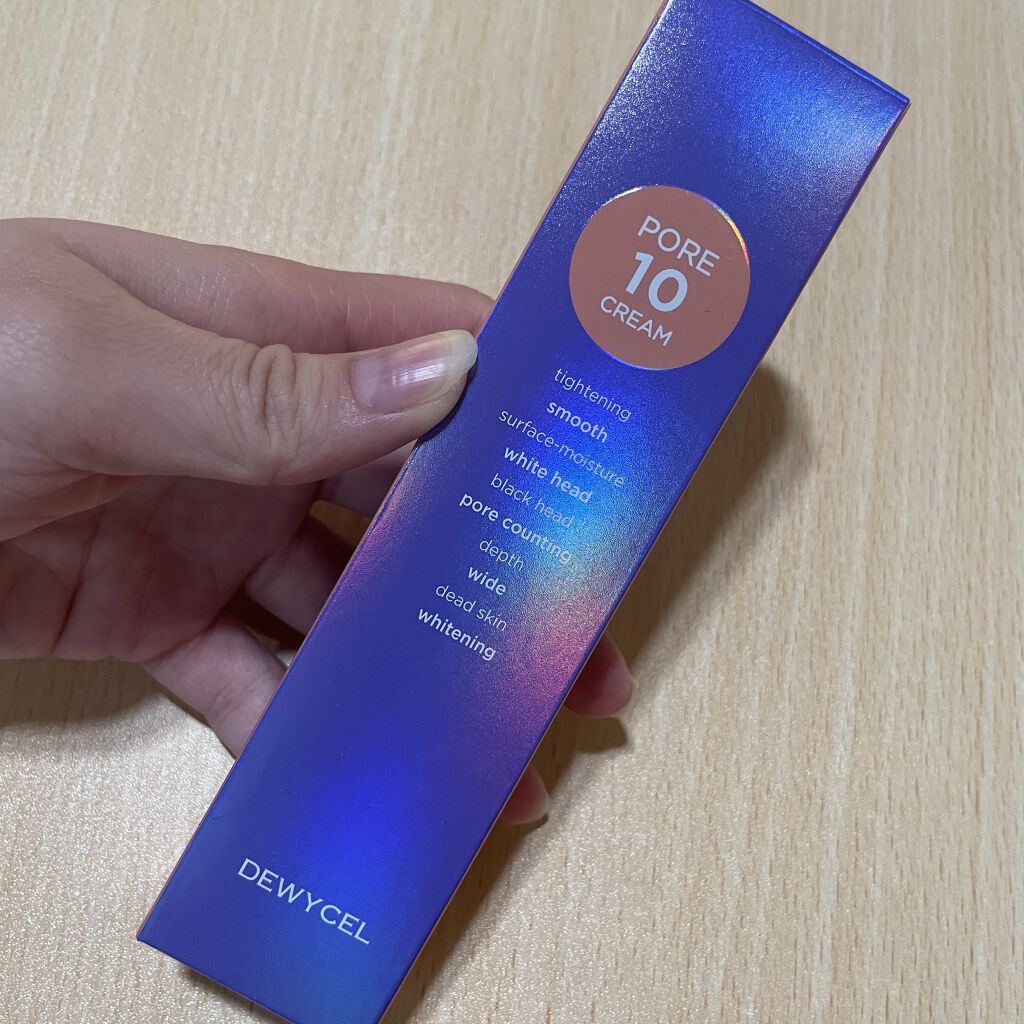 PORE
10
CREAM
tightening
smooth
surface-moisture
white head
black head
pore counting
depth
wide
dead skin
whitening
DEWYCEL